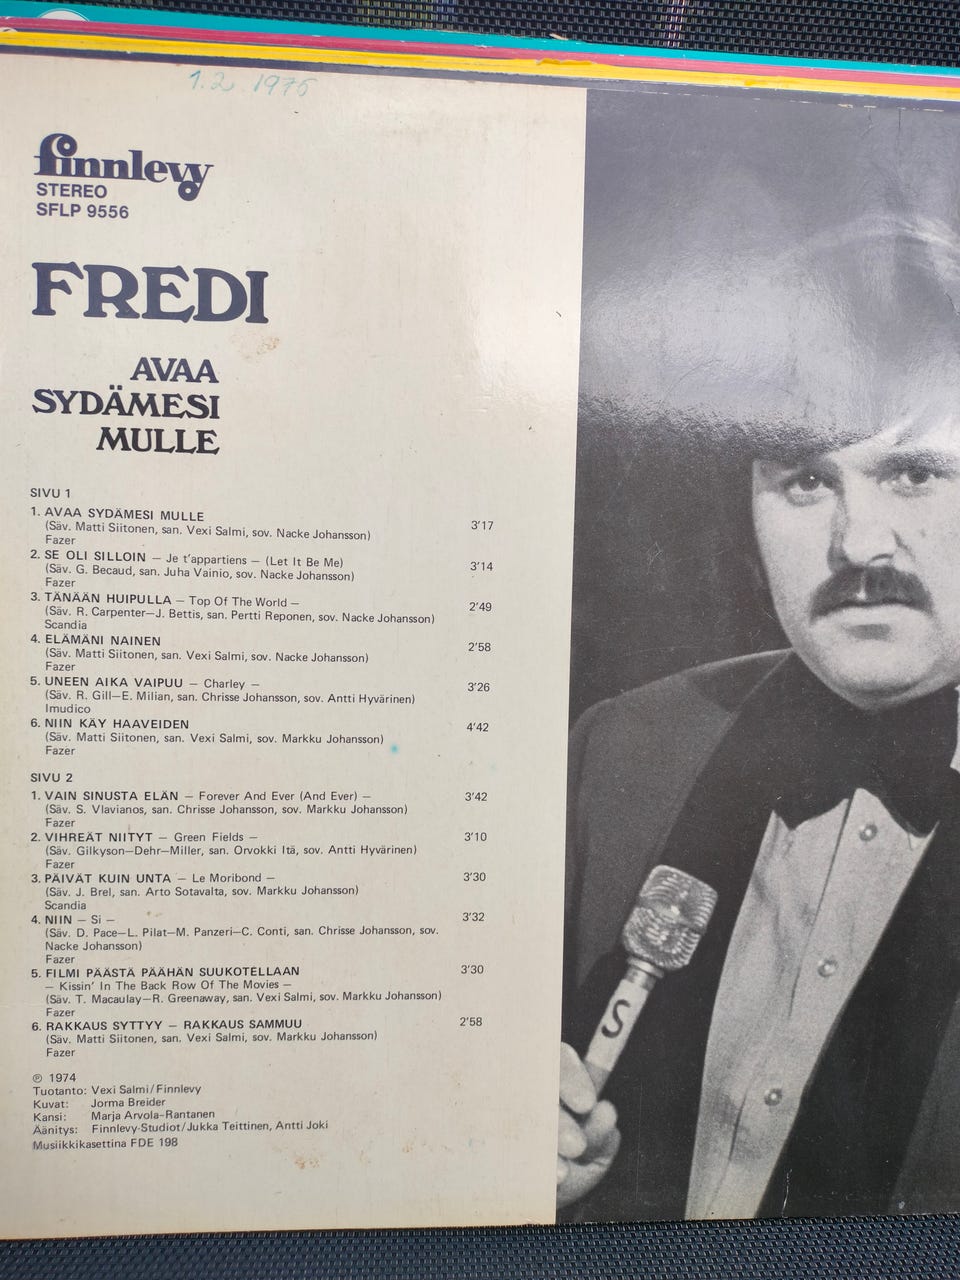 1.2.1976
finnlevy
STEREO
SFLP 9556
FREDI
AVAA
SYDÄMESI
MULLE
SIVU 1
1. AVAA SYDÄMESI MULLE 3'17
(Säv. Matti Siitonen, san. Vexi Salmi, sov. Nacke Johansson)
Fazer
2. SE OLI SILLOIN – Je t'appartiens – (Let It Be Me) 3'14
(Säv. G. Becaud, san. Juha Vainio, sov. Nacke Johansson)
Fazer
3. TÄNÄÄN HUIPULLA – Top Of The World – 2'49
(Säv. R. Carpenter–J. Bettis, san. Pertti Reponen, sov. Nacke Johansson)
Scandia
4. ELÄMÄNI NAINEN 2'58
(Säv. Matti Siitonen, san. Vexi Salmi, sov. Nacke Johansson)
Fazer
5. UNEEN AIKA VAIPUU – Charley – 3'26
(Säv. R. Gill–E. Milian, san. Chrisse Johansson, sov. Antti Hyvärinen)
Imudico
6. NIIN KÄY HAAVEIDEN 4'42
(Säv. Matti Siitonen, san. Vexi Salmi, sov. Markku Johansson)
Fazer
SIVU 2
1. VAIN SINUSTA ELÄN – Forever And Ever (And Ever) – 3'42
(Säv. S. Vlavianos, san. Chrisse Johansson, sov. Markku Johansson)
Fazer
2. VIHREÄT NIITYT – Green Fields – 3'10
(Säv. Gilkyson–Dehr–Miller, san. Orvokki Itä, sov. Antti Hyvärinen)
Fazer
3. PÄIVÄT KUIN UNTA – Le Moribond – 3'30
(Säv. J. Brel, san. Arto Sotavalta, sov. Markku Johansson)
Scandia
4. NIIN – Si – 3'32
(Säv. D. Pace–L. Pilat–M. Panzeri–C. Conti, san. Chrisse Johansson, sov.
Nacke Johansson)
Fazer
5. FILMI PÄÄSTÄ PÄÄHÄN SUUKOTELLAAN 3'30
– Kissin' In The Back Row Of The Movies –
(Säv. T. Macaulay–R. Greenaway, san. Vexi Salmi, sov. Markku Johansson)
Fazer
6. RAKKAUS SYTTYY – RAKKAUS SAMMUU 2'58
(Säv. Matti Siitonen, san. Vexi Salmi, sov. Markku Johansson)
Fazer
℗ 1974
Tuotanto: Vexi Salmi/Finnlevy
Kuvat: Jorma Breider
Kansi: Marja Arvola-Rantanen
Äänitys: Finnlevy-Studiot/Jukka Teittinen, Antti Joki
Musiikkikasettina FDE 198
S